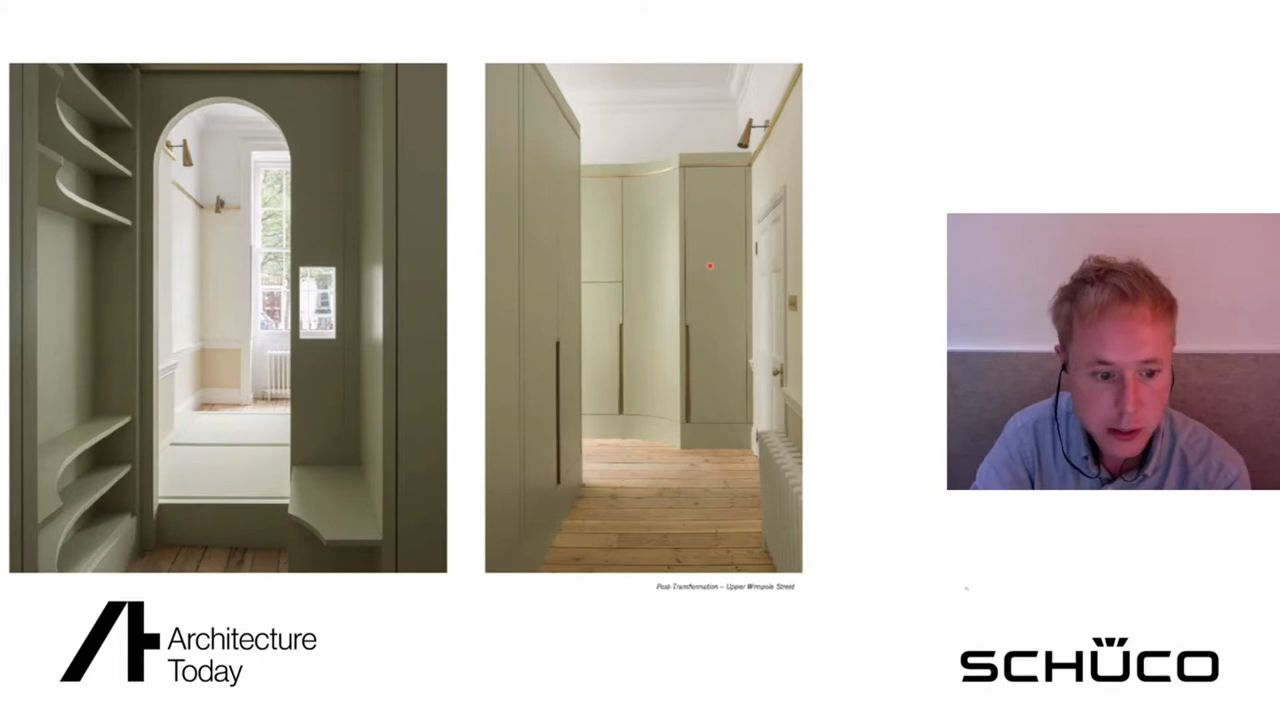 Post-Transformation – Upper Wimpole Street
Architecture
Today
SCHÜCO